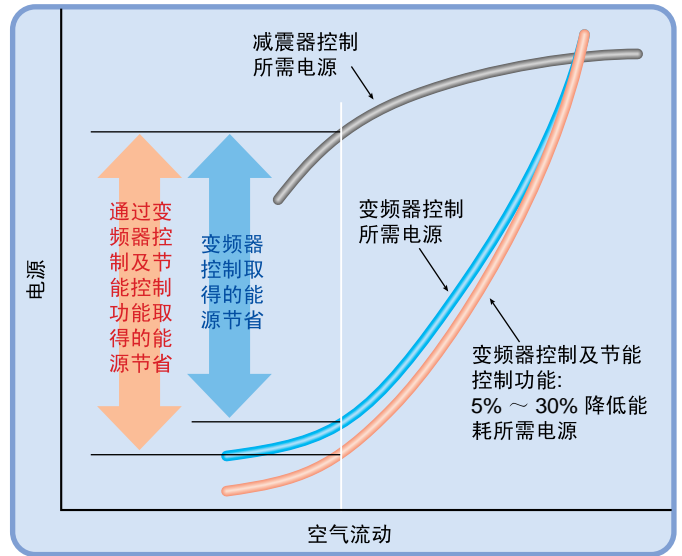 减震器控制
所需电源
变频器控制
所需电源
通过变
频器控
制及节
能控制
功能取
得的能
源节省
变频器
控制取
得的能
源节省
电源
变频器控制及节能
控制功能:
5% ～ 30% 降低能
耗所需电源
空气流动